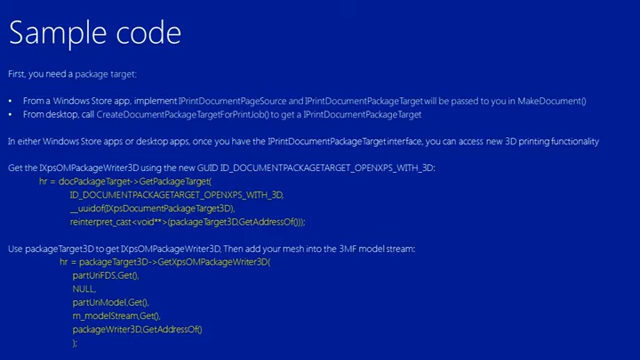 Sample code
First, you need a package target:
• From a Windows Store app, implement IPrintDocumentPageSource and IPrintDocumentPackageTarget will be passed to you in MakeDocument()
• From desktop, call CreateDocumentPackageTargetForPrintJob() to get a IPrintDocumentPackageTarget
In either Windows Store apps or desktop apps, once you have the IPrintDocumentPackageTarget interface, you can access new 3D printing functionality
Get the IXpsOMPackageWriter3D using the new GUID ID_DOCUMENTPACKAGETARGET_OPENXPS_WITH_3D:
hr = docPackageTarget->GetPackageTarget(
ID_DOCUMENTPACKAGETARGET_OPENXPS_WITH_3D,
__uuidof(IXpsDocumentPackageTarget3D),
reinterpret_cast<void**>(packageTarget3D.GetAddressOf()));
Use packageTarget3D to get IXpsOMPackageWriter3D. Then add your mesh into the 3MF model stream:
hr = packageTarget3D->GetXpsOMPackageWriter3D(
partUriFDS.Get(),
NULL,
partUriModel.Get(),
m_modelStream.Get(),
packageWriter3D.GetAddressOf()
);